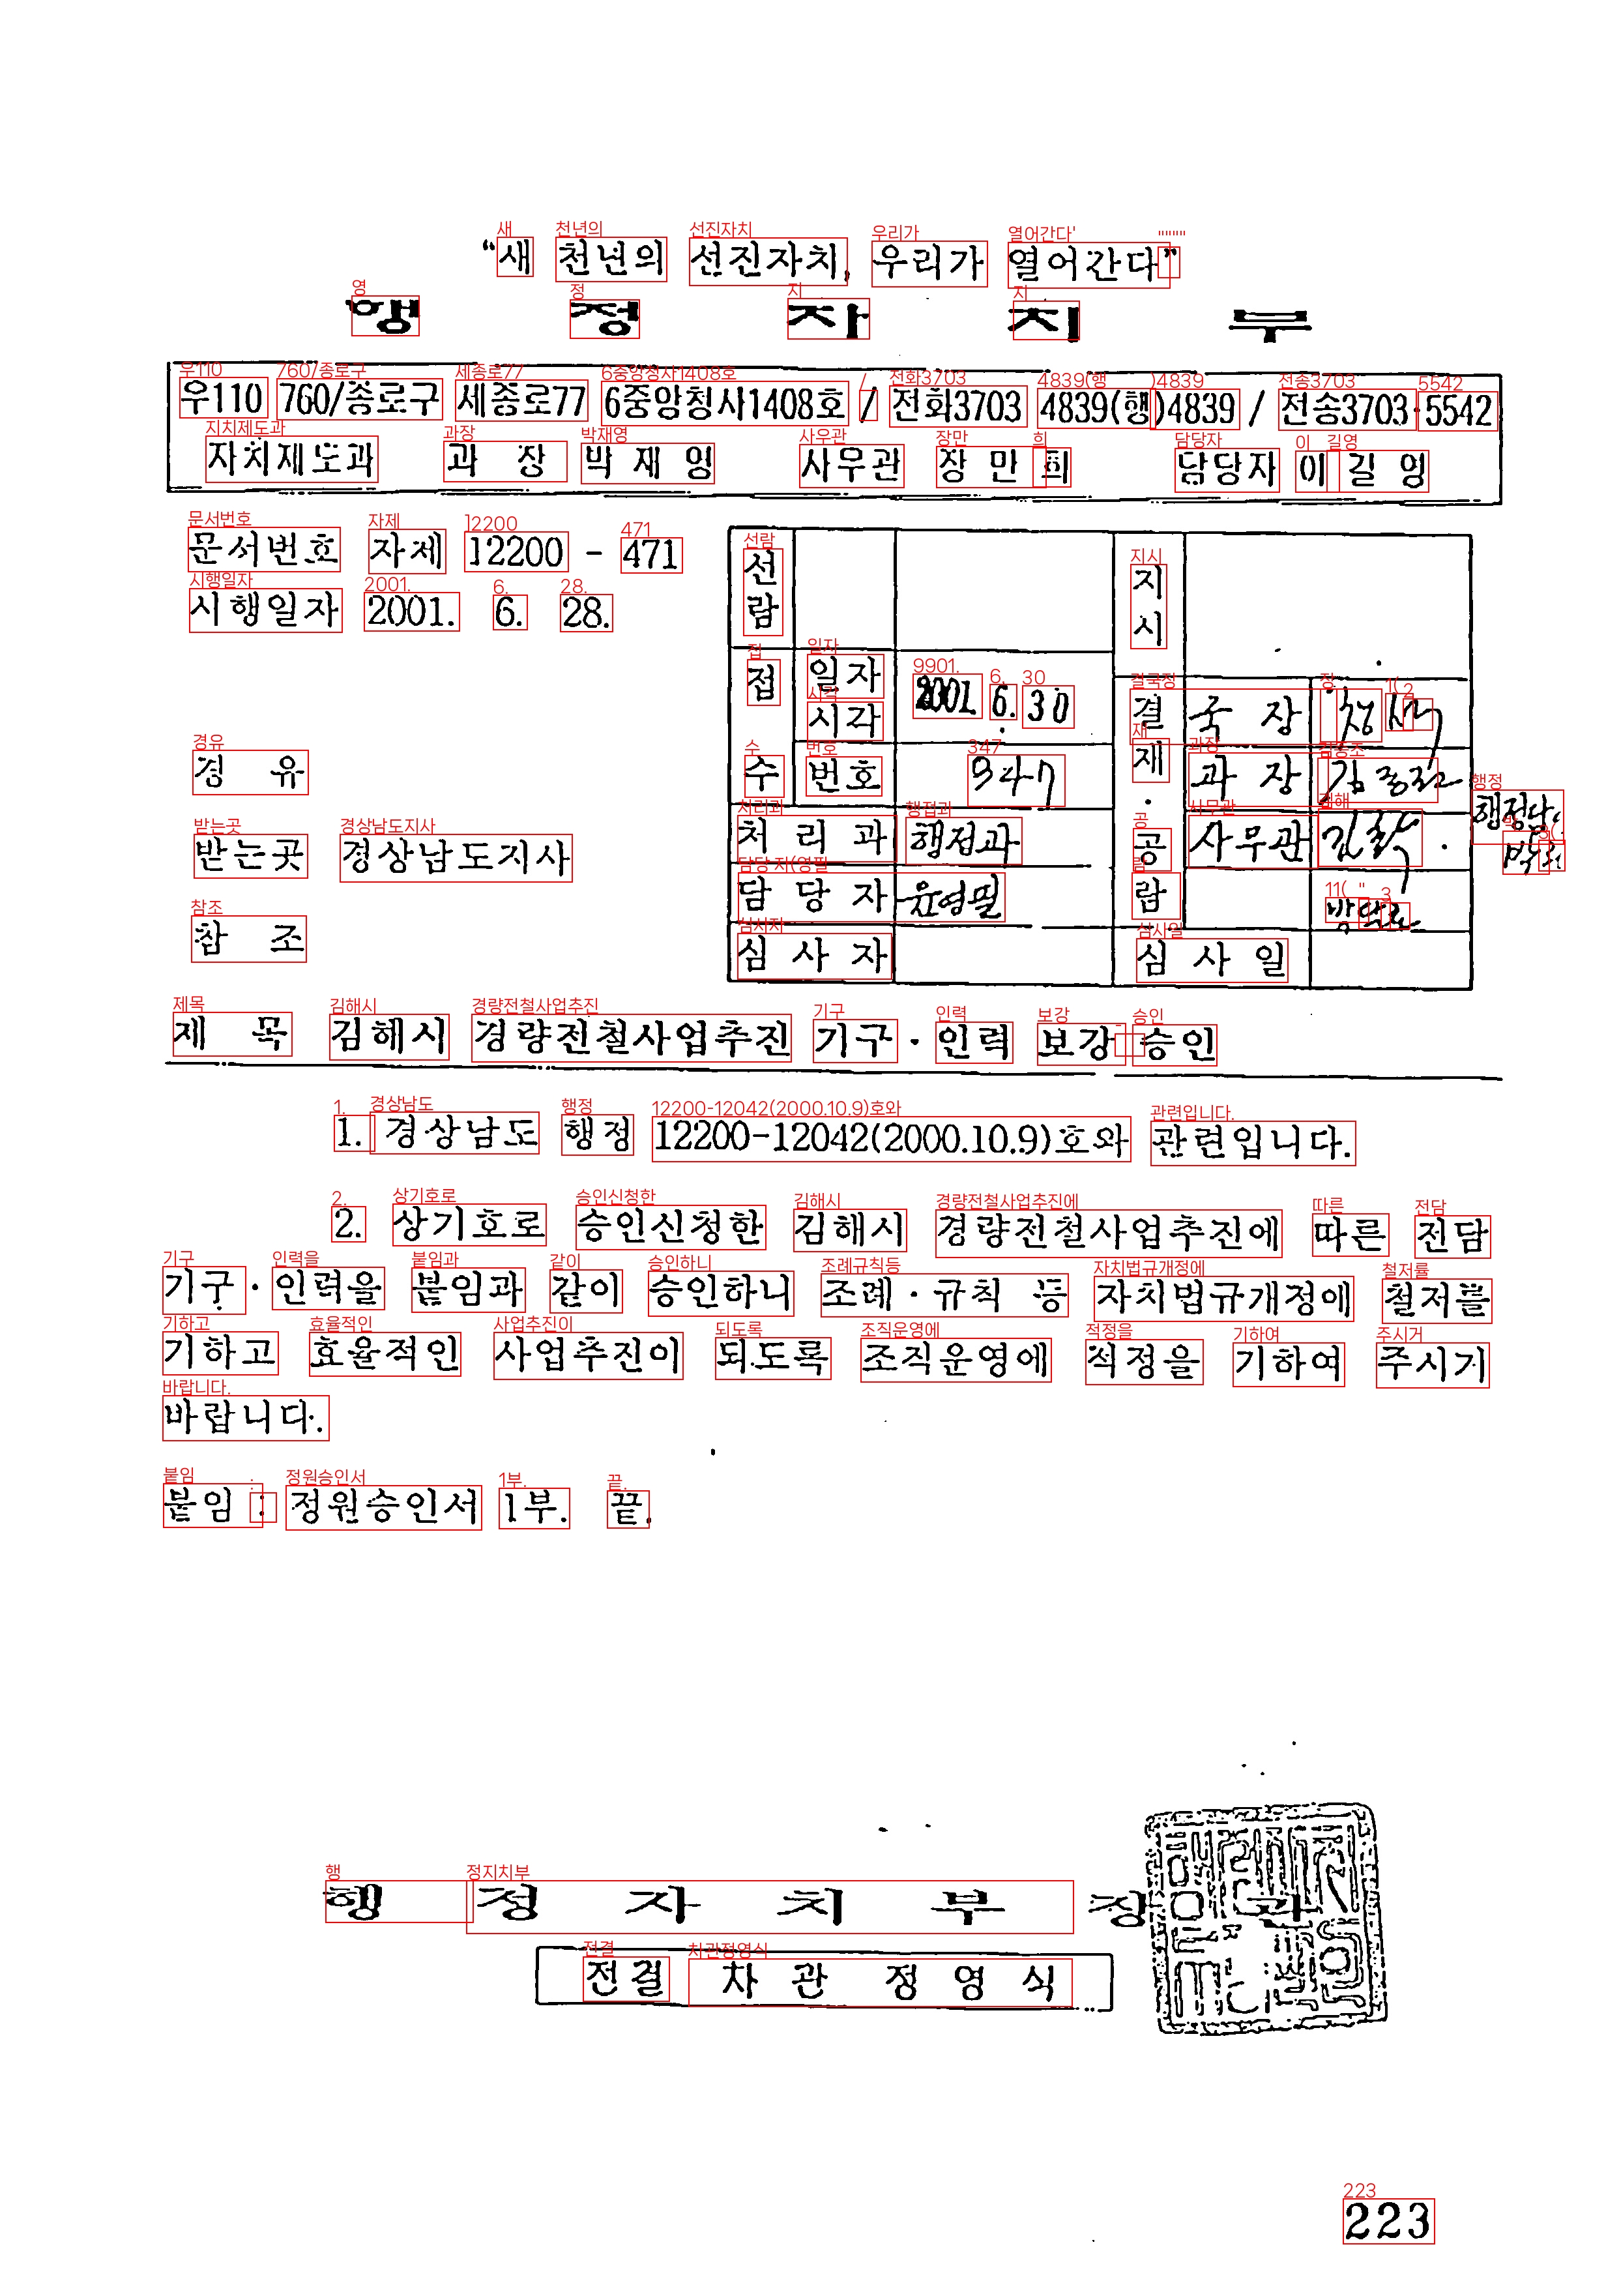 “새 천년의 선진자치, 우리가 열어간다”
행 정 자 치 부
우110 760/종로구 세종로77 6중앙청사1408호 / 전화3703 4839(행)4839 / 전송3703-5542
자치제도과 과 장 박 재 영 사무관 장 만 희 담당자 이 길 영
문서번호 자제 12200 - 471
시행일자 2001. 6. 28.
선람 지시
접수 일자 시각 2001. 6. 30 결재·공람 국 장
번호 347 과 장
경 유
처 리 과 행정과 사무관
받는곳 경상남도지사
담 당 자 윤영필
참 조
심 사 자 심 사 일
제 목 김해시 경량전철사업추진 기구·인력 보강 승인
1. 경상남도 행정 12200-12042(2000.10.9)호와 관련입니다.
2. 상기호로 승인신청한 김해시 경량전철사업추진에 따른 전담
기구·인력을 붙임과 같이 승인하니 조례·규칙 등 자치법규개정에 철저를
기하고 효율적인 사업추진이 되도록 조직운영에 적정을 기하여 주시기
바랍니다.
붙임 : 정원승인서 1부. 끝.
행 정 자 치 부 장 관
전결 차 관 정 영 식
223